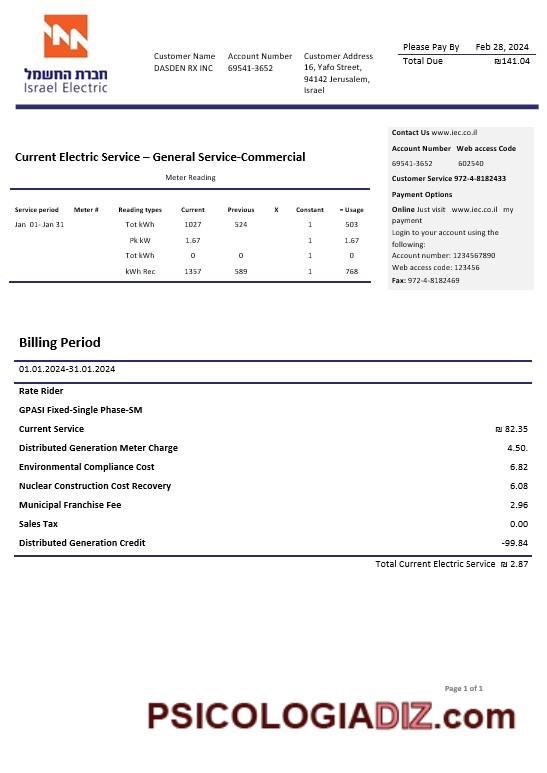 חברת החשמל
Israel Electric
Customer Name Account Number Customer Address
DASDEN RX INC 69541-3652 16, Yafo Street,
94142 Jerusalem,
Israel
Please Pay By Feb 28, 2024
Total Due ₪141.04
Current Electric Service – General Service-Commercial
Meter Reading
Service period Meter # Reading types Current Previous X Constant = Usage
Jan 01- Jan 31 Tot kWh 1027 524 1 503
Pk kW 1.67 1 1.67
Tot kWh 0 0 1 0
kWh Rec 1357 589 1 768
Contact Us www.iec.co.il
Account Number Web access Code
69541-3652 602540
Customer Service 972-4-8182433
Payment Options
Online Just visit www.iec.co.il my
payment
Login to your account using the
following:
Account number: 1234567890
Web access code: 123456
Fax: 972-4-8182469
Billing Period
01.01.2024-31.01.2024
Rate Rider
GPASI Fixed-Single Phase-SM
Current Service ₪ 82.35
Distributed Generation Meter Charge 4.50.
Environmental Compliance Cost 6.82
Nuclear Construction Cost Recovery 6.08
Municipal Franchise Fee 2.96
Sales Tax 0.00
Distributed Generation Credit -99.84
Total Current Electric Service ₪ 2.87
Page 1 of 1
PSICOLOGIADIZ.com